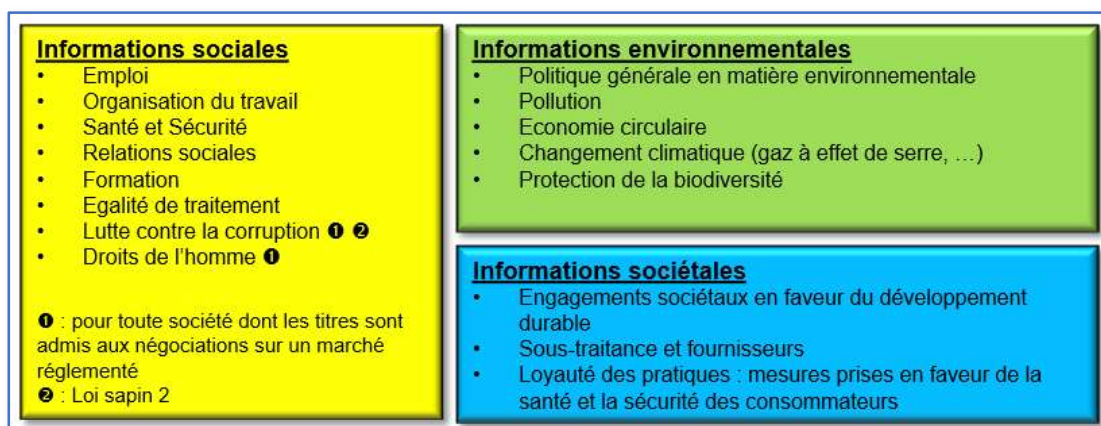 Informations sociales
• Emploi
• Organisation du travail
• Santé et Sécurité
• Relations sociales
• Formation
• Egalité de traitement
• Lutte contre la corruption ❶ ❷
• Droits de l'homme ❶
❶ : pour toute société dont les titres sont
admis aux négociations sur un marché
réglementé
❷ : Loi sapin 2
Informations environnementales
• Politique générale en matière environnementale
• Pollution
• Economie circulaire
• Changement climatique (gaz à effet de serre, …)
• Protection de la biodiversité
Informations sociétales
• Engagements sociétaux en faveur du développement
durable
• Sous-traitance et fournisseurs
• Loyauté des pratiques : mesures prises en faveur de la
santé et la sécurité des consommateurs